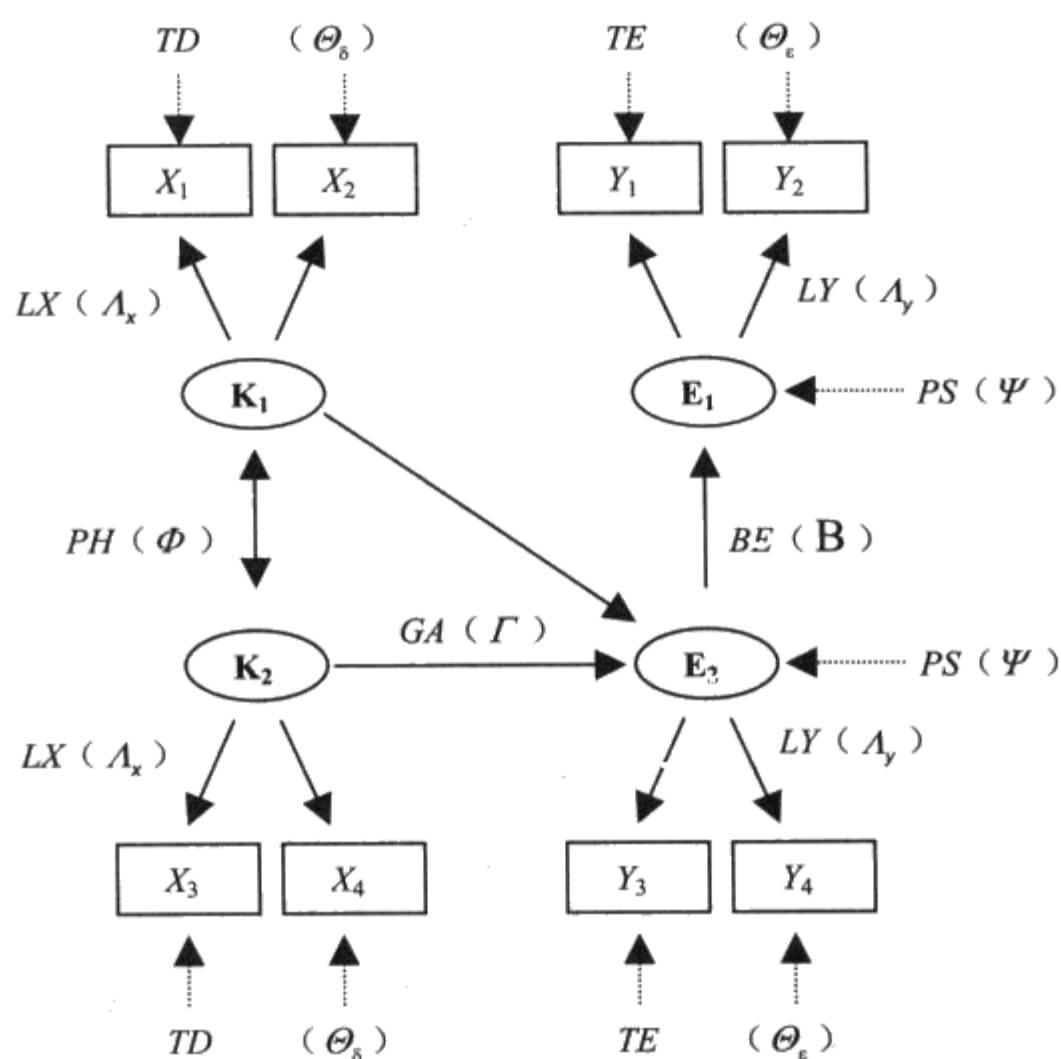 TD (Θδ) TE (Θε)
X1 X2 Y1 Y2
LX(Λx) LY(Λy)
K1 E1 PS(Ψ)
PH(Φ) BE(B)
GA(Γ)
K2 E2 PS(Ψ)
LX(Λx) LY(Λy)
X3 X4 Y3 Y4
TD (Θδ) TE (Θε)